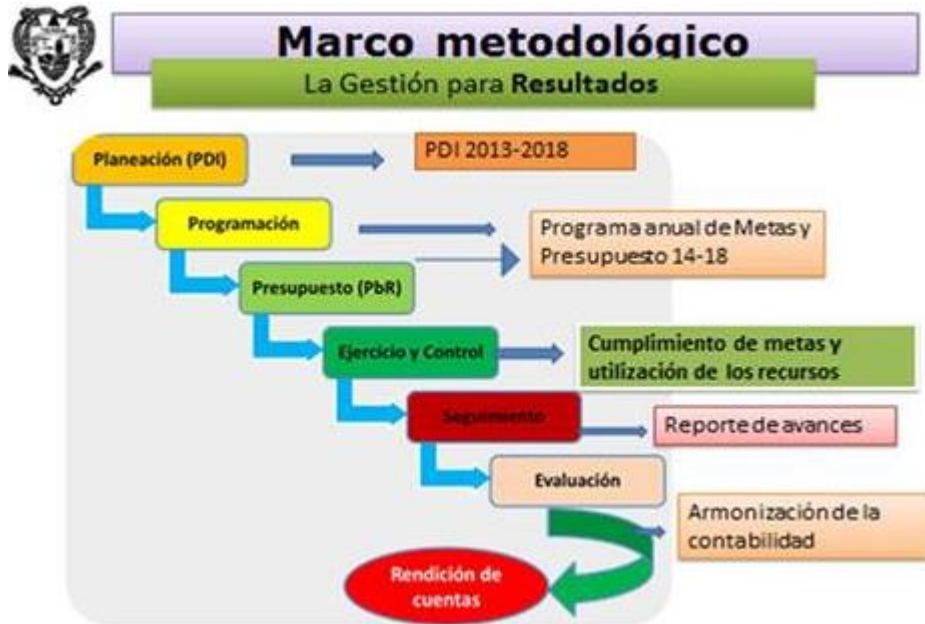 Marco metodológico
La Gestión para Resultados
Planeación (PDI)
PDI 2013-2018
Programación
Programa anual de Metas y
Presupuesto 14-18
Presupuesto (PbR)
Ejercicio y Control
Cumplimiento de metas y
utilización de los recursos
Seguimiento
Reporte de avances
Evaluación
Armonización de la
contabilidad
Rendición de
cuentas